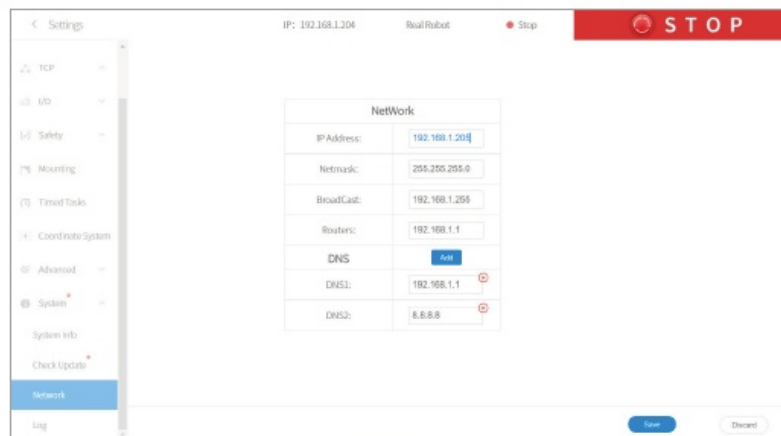 Settings
IP: 192.168.1.204 Real Robot Stop STOP
TCP
I/O
Safety
Mounting
Timed Tasks
Coordinate System
Advanced
System
System Info
Check Update
Network
Log
NetWork
IP Address: 192.168.1.205
Netmask: 255.255.255.0
BroadCast: 192.168.1.255
Routers: 192.168.1.1
DNS Add
DNS1: 192.168.1.1
DNS2: 8.8.8.8
Save Discard